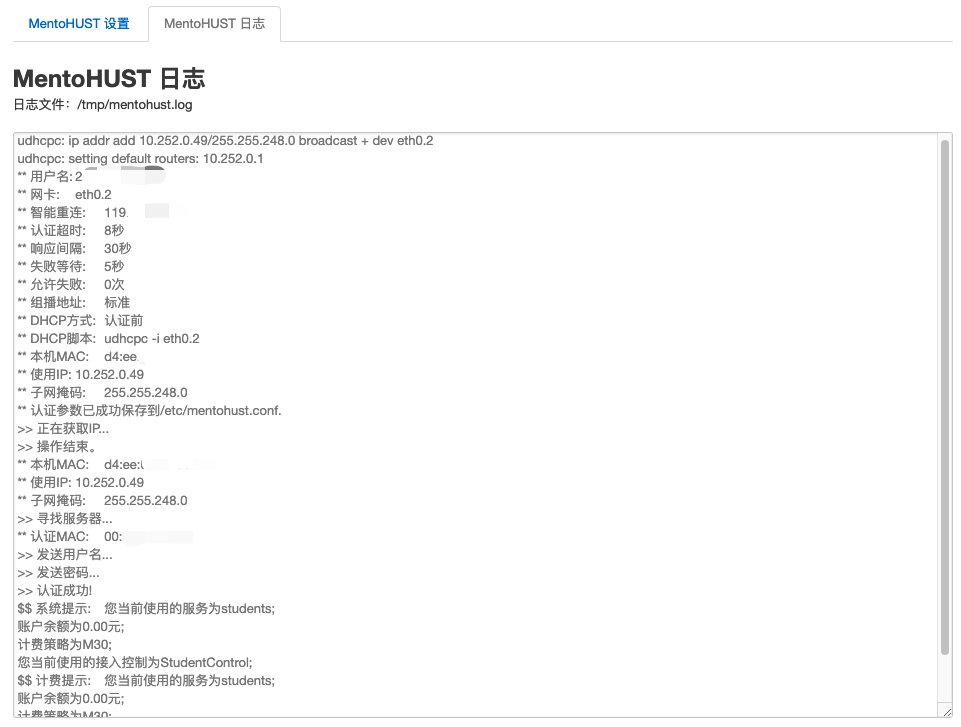 MentoHUST 设置
MentoHUST 日志
MentoHUST 日志
日志文件：/tmp/mentohust.log
udhcpc: ip addr add 10.252.0.49/255.255.248.0 broadcast + dev eth0.2
udhcpc: setting default routers: 10.252.0.1
** 用户名: 2
** 网卡: eth0.2
** 智能重连: 119.
** 认证超时: 8秒
** 响应间隔: 30秒
** 失败等待: 5秒
** 允许失败: 0次
** 组播地址: 标准
** DHCP方式: 认证前
** DHCP脚本: udhcpc -i eth0.2
** 本机MAC: d4:ee
** 使用IP: 10.252.0.49
** 子网掩码: 255.255.248.0
** 认证参数已成功保存到/etc/mentohust.conf.
>> 正在获取IP...
>> 操作结束。
** 本机MAC: d4:ee:
** 使用IP: 10.252.0.49
** 子网掩码: 255.255.248.0
>> 寻找服务器...
** 认证MAC: 00:
>> 发送用户名...
>> 发送密码...
>> 认证成功!
$$ 系统提示: 您当前使用的服务为students;
账户余额为0.00元;
计费策略为M30;
您当前使用的接入控制为StudentControl;
$$ 计费提示: 您当前使用的服务为students;
账户余额为0.00元;
计费策略为M30;